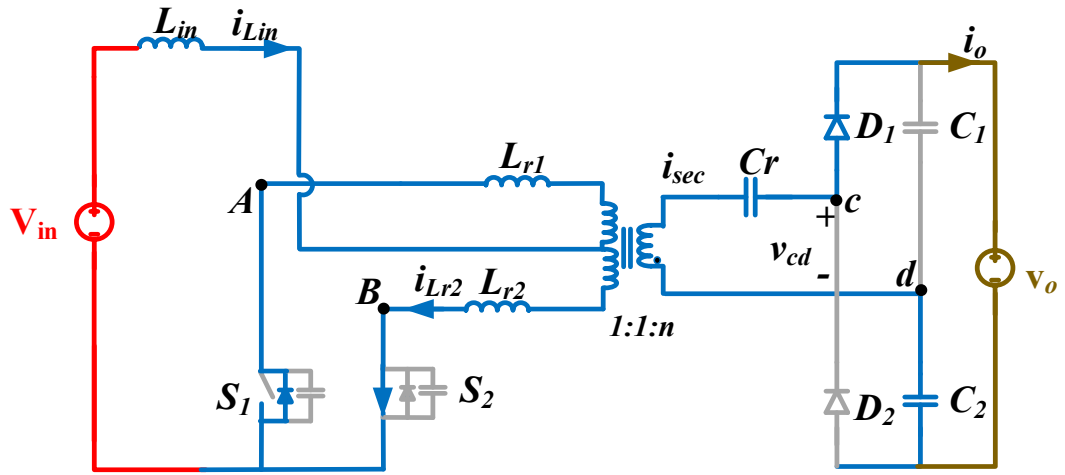 Lin
iLin
io
D1
C1
Lr1
isec
Cr
A
c
+
Vin
vcd
-
d
vo
B
iLr2
Lr2
1:1:n
S1
S2
D2
C2